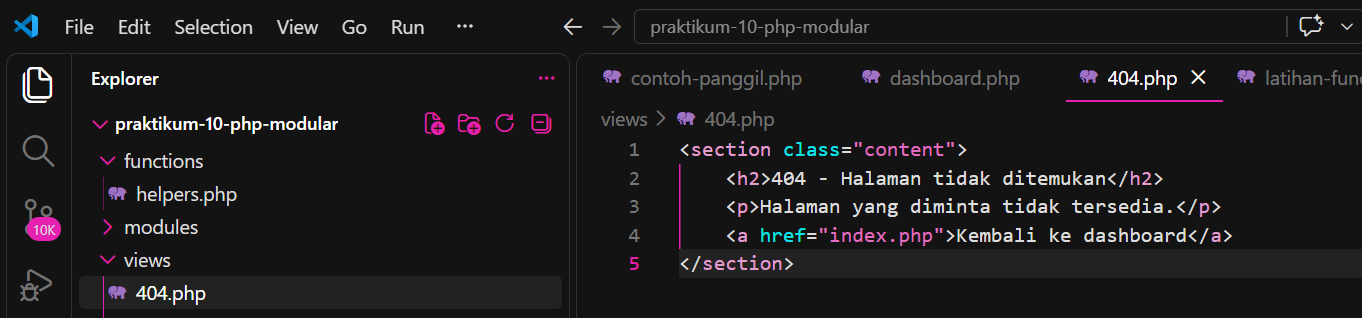 File Edit Selection View Go Run ···
praktikum-10-php-modular
Explorer ···
praktikum-10-php-modular
functions
helpers.php
modules
views
404.php
10K
contoh-panggil.php dashboard.php 404.php latihan-func
views > 404.php
1 <section class="content">
2 <h2>404 - Halaman tidak ditemukan</h2>
3 <p>Halaman yang diminta tidak tersedia.</p>
4 <a href="index.php">Kembali ke dashboard</a>
5 </section>